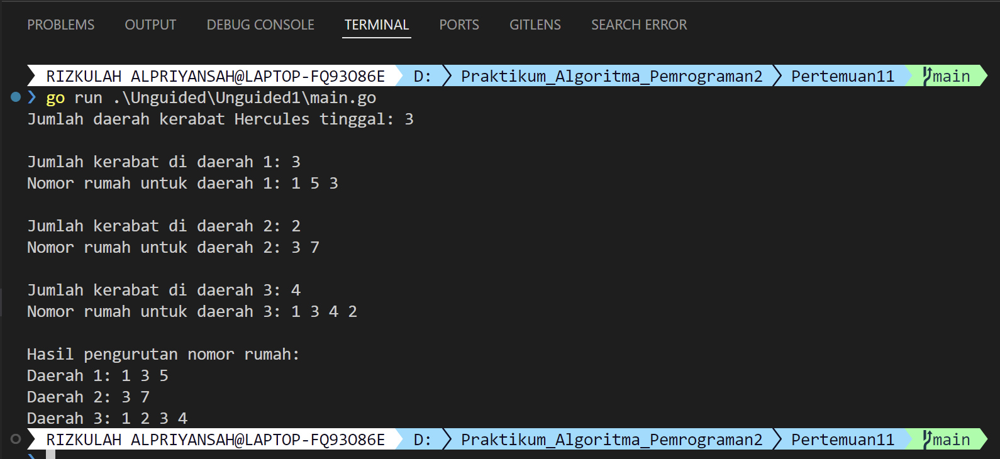 PROBLEMS OUTPUT DEBUG CONSOLE TERMINAL PORTS GITLENS SEARCH ERROR
RIZKULAH ALPRIYANSAH@LAPTOP-FQ93O86E D: Praktikum_Algoritma_Pemrograman2 Pertemuan11 main
❯ go run .\Unguided\Unguided1\main.go
Jumlah daerah kerabat Hercules tinggal: 3
Jumlah kerabat di daerah 1: 3
Nomor rumah untuk daerah 1: 1 5 3
Jumlah kerabat di daerah 2: 2
Nomor rumah untuk daerah 2: 3 7
Jumlah kerabat di daerah 3: 4
Nomor rumah untuk daerah 3: 1 3 4 2
Hasil pengurutan nomor rumah:
Daerah 1: 1 3 5
Daerah 2: 3 7
Daerah 3: 1 2 3 4
RIZKULAH ALPRIYANSAH@LAPTOP-FQ93O86E D: Praktikum_Algoritma_Pemrograman2 Pertemuan11 main